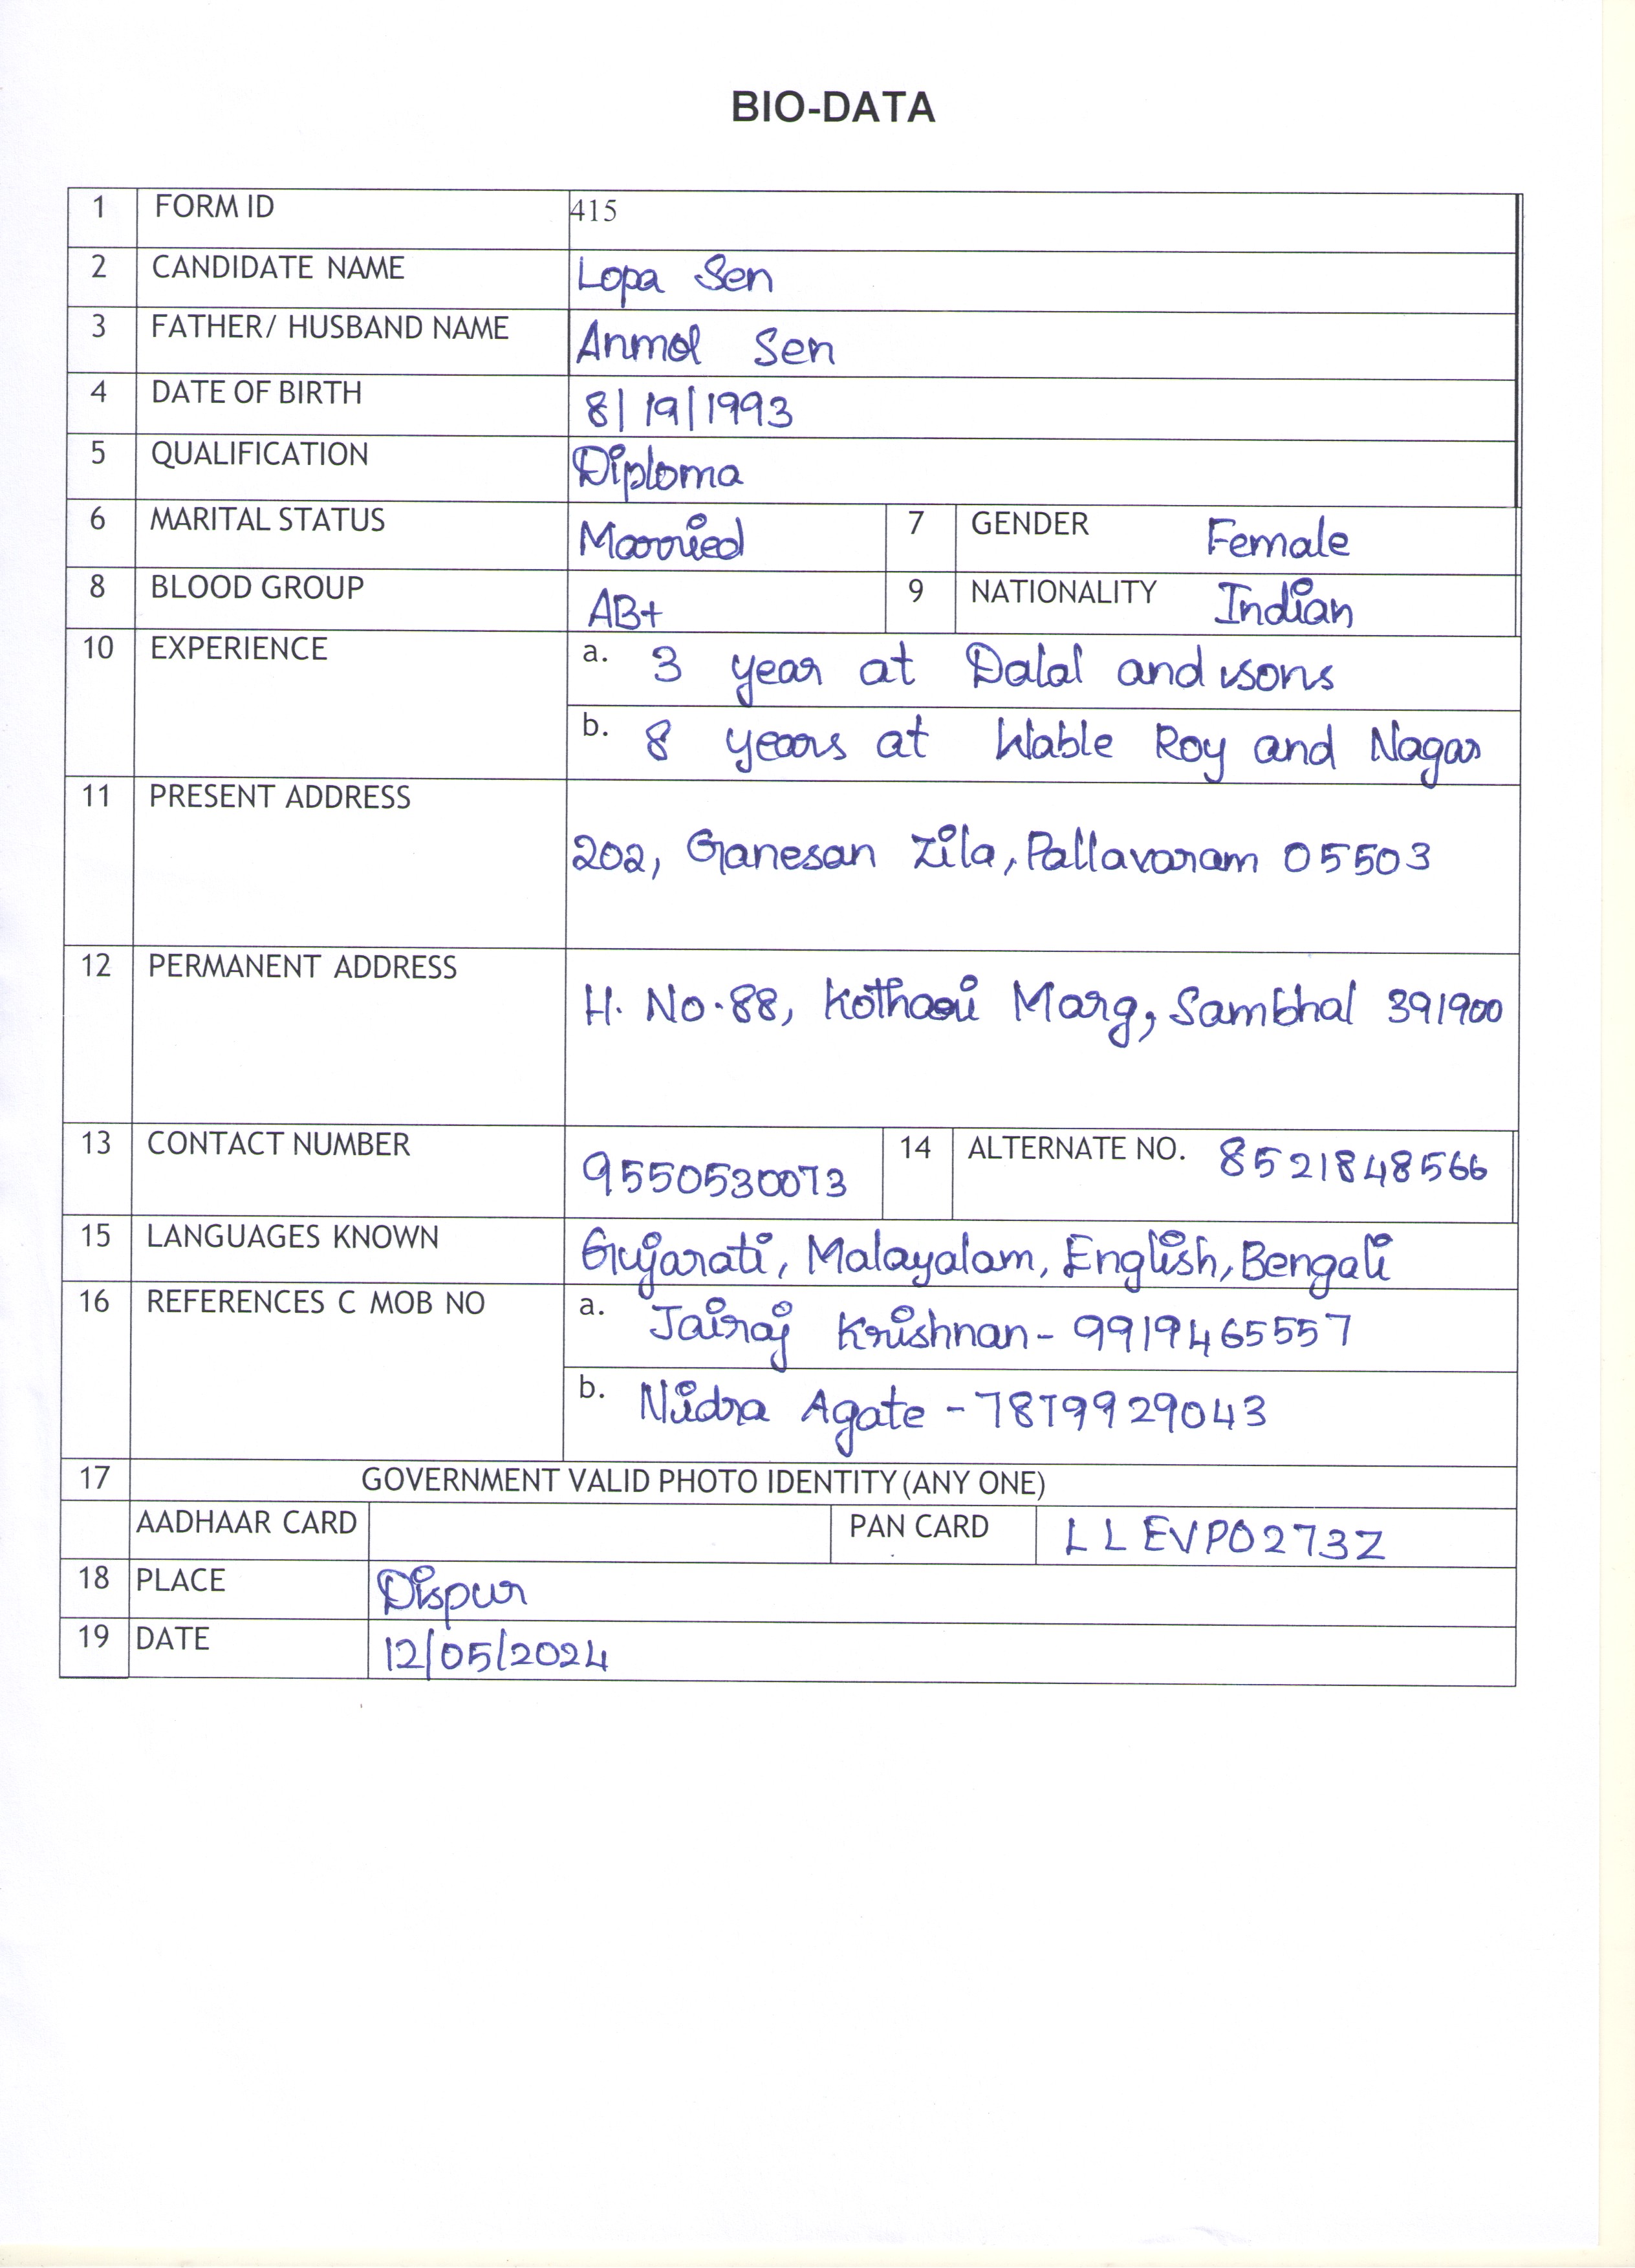 BIO-DATA
1 FORM ID 415
2 CANDIDATE NAME Lopa Sen
3 FATHER/ HUSBAND NAME Anmol Sen
4 DATE OF BIRTH 8/19/1993
5 QUALIFICATION Diploma
6 MARITAL STATUS Married 7 GENDER Female
8 BLOOD GROUP AB+ 9 NATIONALITY Indian
10 EXPERIENCE a. 3 year at Dalal and sons
b. 8 years at Wable Roy and Nagar
11 PRESENT ADDRESS
202, Ganesan Zila, Pallavaram 05503
12 PERMANENT ADDRESS
H. No. 88, Kothari Marg, Sambhal 391900
13 CONTACT NUMBER 9550530073 14 ALTERNATE NO. 8521848566
15 LANGUAGES KNOWN Gujarati, Malayalam, English, Bengali
16 REFERENCES C MOB NO a. Jairaj Krishnan - 9919465557
b. Nidra Agate - 7879929043
17 GOVERNMENT VALID PHOTO IDENTITY (ANY ONE)
AADHAAR CARD PAN CARD LLEVP0273Z
18 PLACE Dispur
19 DATE 12/05/2024